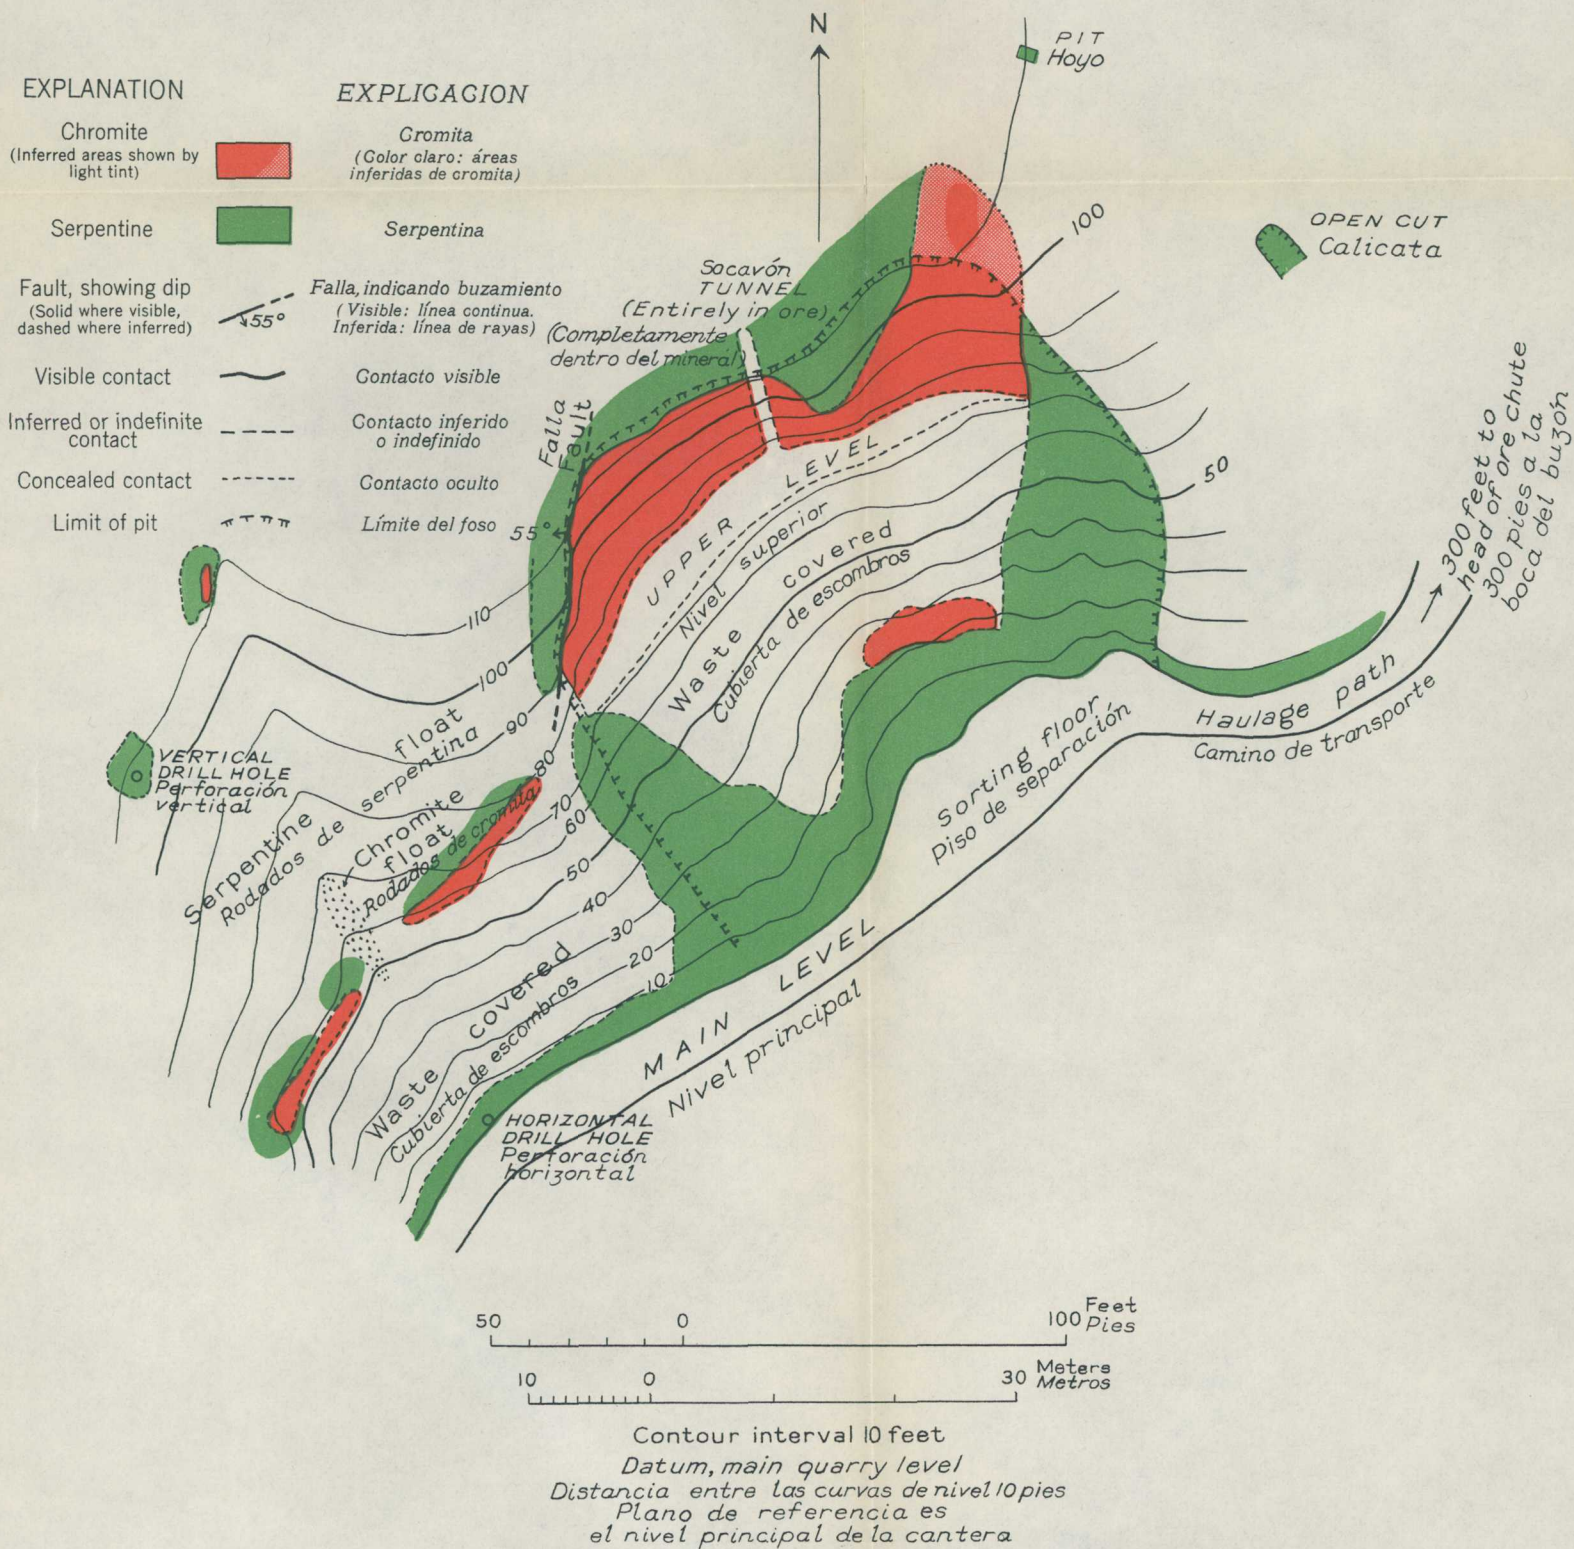 EXPLANATION
EXPLICACION
Chromite
(Inferred areas shown by
light tint)
Cromita
(Color claro: áreas
inferidas de cromita)
Serpentine
Serpentina
Fault, showing dip
(Solid where visible,
dashed where inferred)
55°
Falla, indicando buzamiento
(Visible: línea continua.
Inferida: línea de rayas)
Visible contact
Contacto visible
Inferred or indefinite
contact
Contacto inferido
o indefinido
Concealed contact
Contacto oculto
Limit of pit
Límite del foso
N
PIT
Hoyo
OPEN CUT
Calicata
100
Socavón
TUNNEL
(Entirely in ore)
(Completamente
dentro del mineral)
Falla
Fault
55°
UPPER LEVEL
Nivel superior
50
Waste covered
Cubierta de escombros
300 feet to
head of ore chute
300 pies a la
boca del buzón
Haulage path
Camino de transporte
Sorting floor
Piso de separación
110
100
90
80
70
60
50
40
30
20
10
VERTICAL
DRILL HOLE
Perforación
vertical
Serpentine float
Rodados de serpentina
Chromite
float
Rodados de cromita
Waste covered
Cubierta de escombros
MAIN LEVEL
Nivel principal
HORIZONTAL
DRILL HOLE
Perforación
horizontal
50 0 100 Feet
Pies
10 0 30 Meters
Metros
Contour interval 10 feet
Datum, main quarry level
Distancia entre las curvas de nivel 10 pies
Plano de referencia es
el nivel principal de la cantera